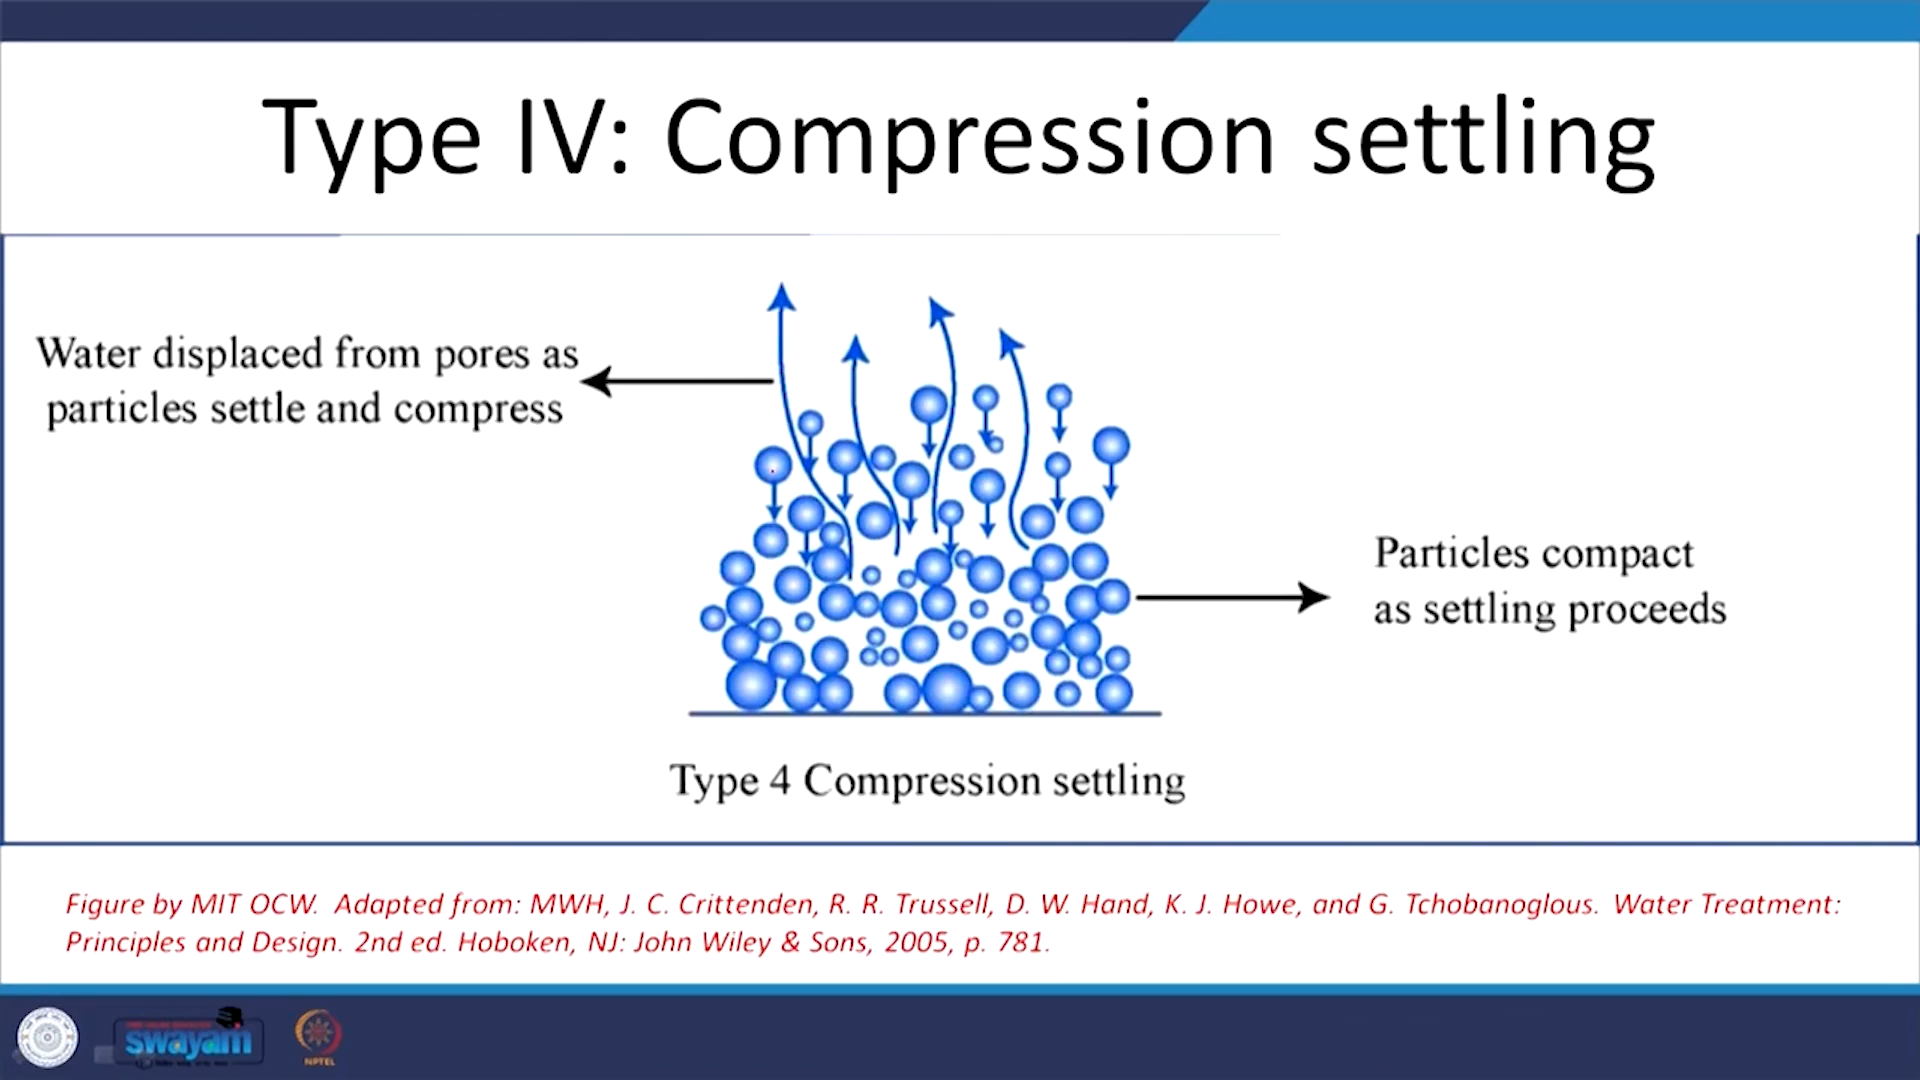 Type IV: Compression settling
Water displaced from pores as
particles settle and compress
Particles compact
as settling proceeds
Type 4 Compression settling
Figure by MIT OCW. Adapted from: MWH, J. C. Crittenden, R. R. Trussell, D. W. Hand, K. J. Howe, and G. Tchobanoglous. Water Treatment:
Principles and Design. 2nd ed. Hoboken, NJ: John Wiley & Sons, 2005, p. 781.
swayam
NPTEL